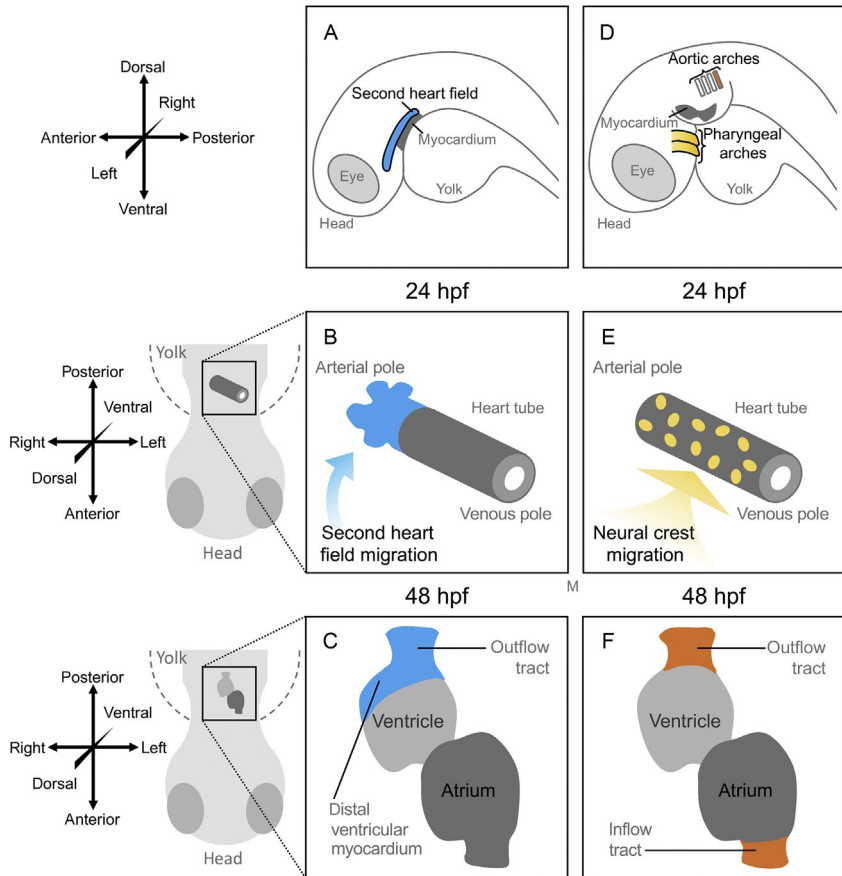 A
D
Dorsal
Right
Anterior
Posterior
Left
Ventral
Second heart field
Myocardium
Eye
Yolk
Head
Aortic arches
Myocardium
Pharyngeal
arches
Eye
Yolk
Head
24 hpf
24 hpf
Yolk
Posterior
Ventral
Right
Left
Dorsal
Anterior
Head
B
Arterial pole
Heart tube
Venous pole
Second heart
field migration
E
Arterial pole
Heart tube
Venous pole
Neural crest
migration
M
48 hpf
48 hpf
Yolk
Posterior
Ventral
Right
Left
Dorsal
Anterior
Head
C
Outflow
tract
Ventricle
Atrium
Distal
ventricular
myocardium
F
Outflow
tract
Ventricle
Atrium
Inflow
tract